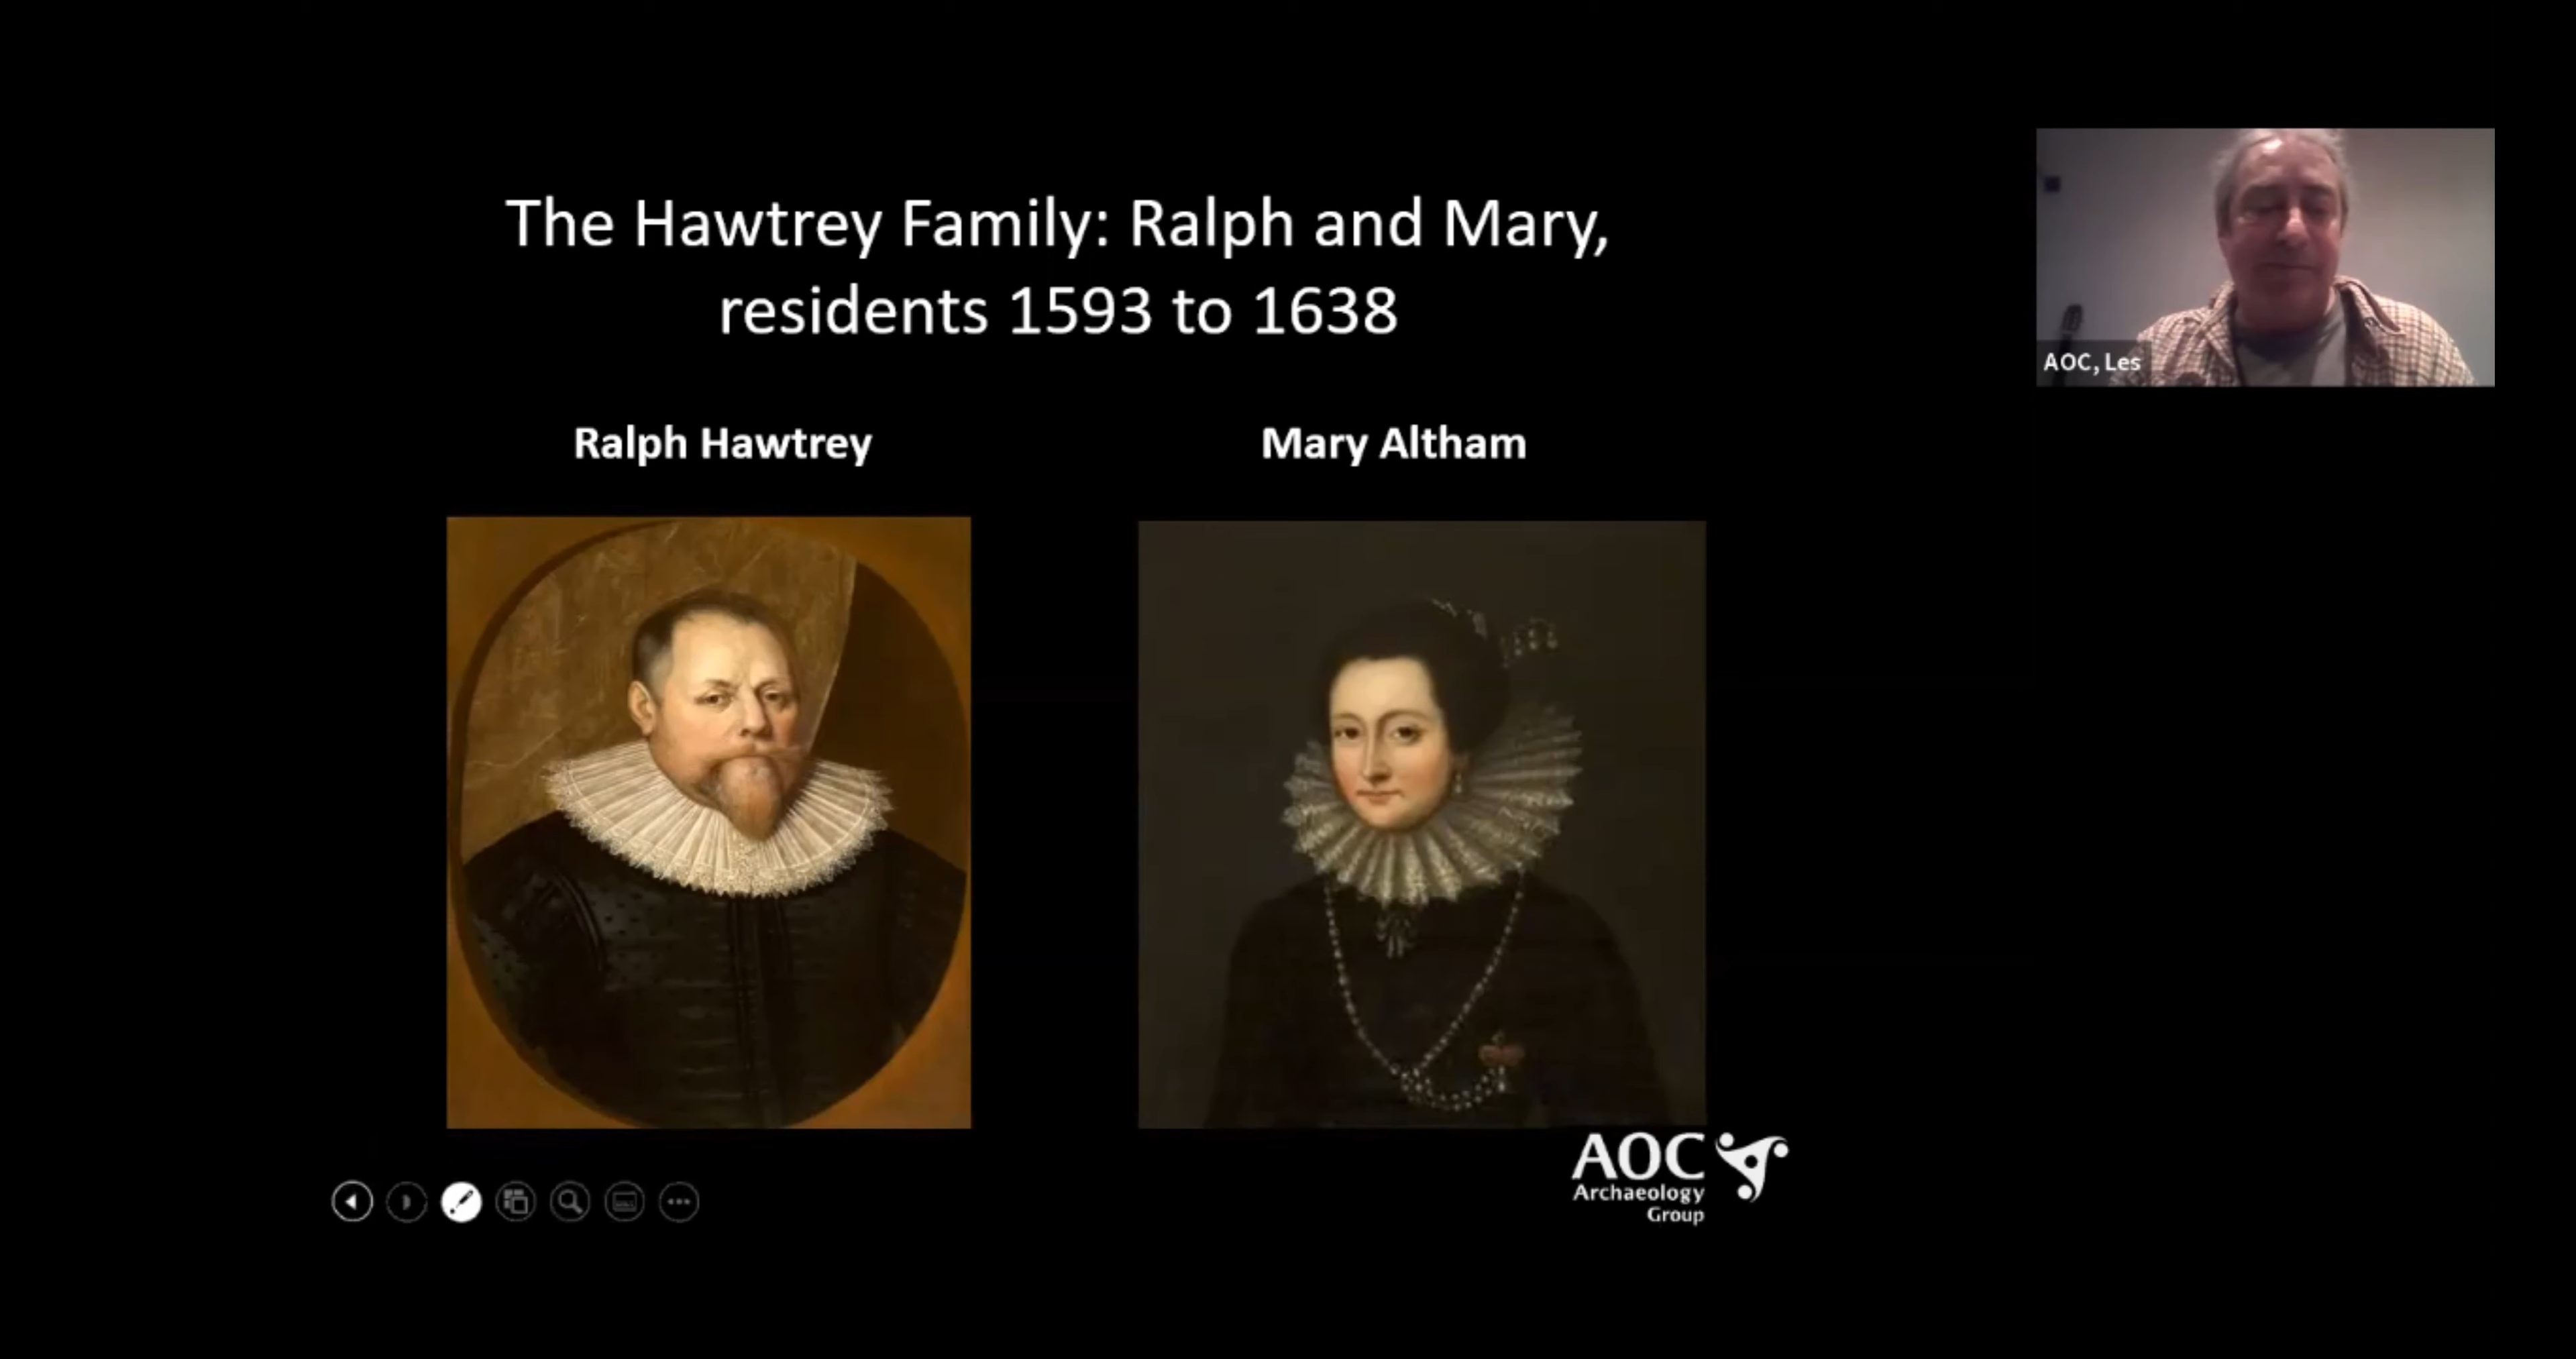 The Hawtrey Family: Ralph and Mary,
residents 1593 to 1638
AOC, Les
Ralph Hawtrey
Mary Altham
AOC
Archaeology
Group